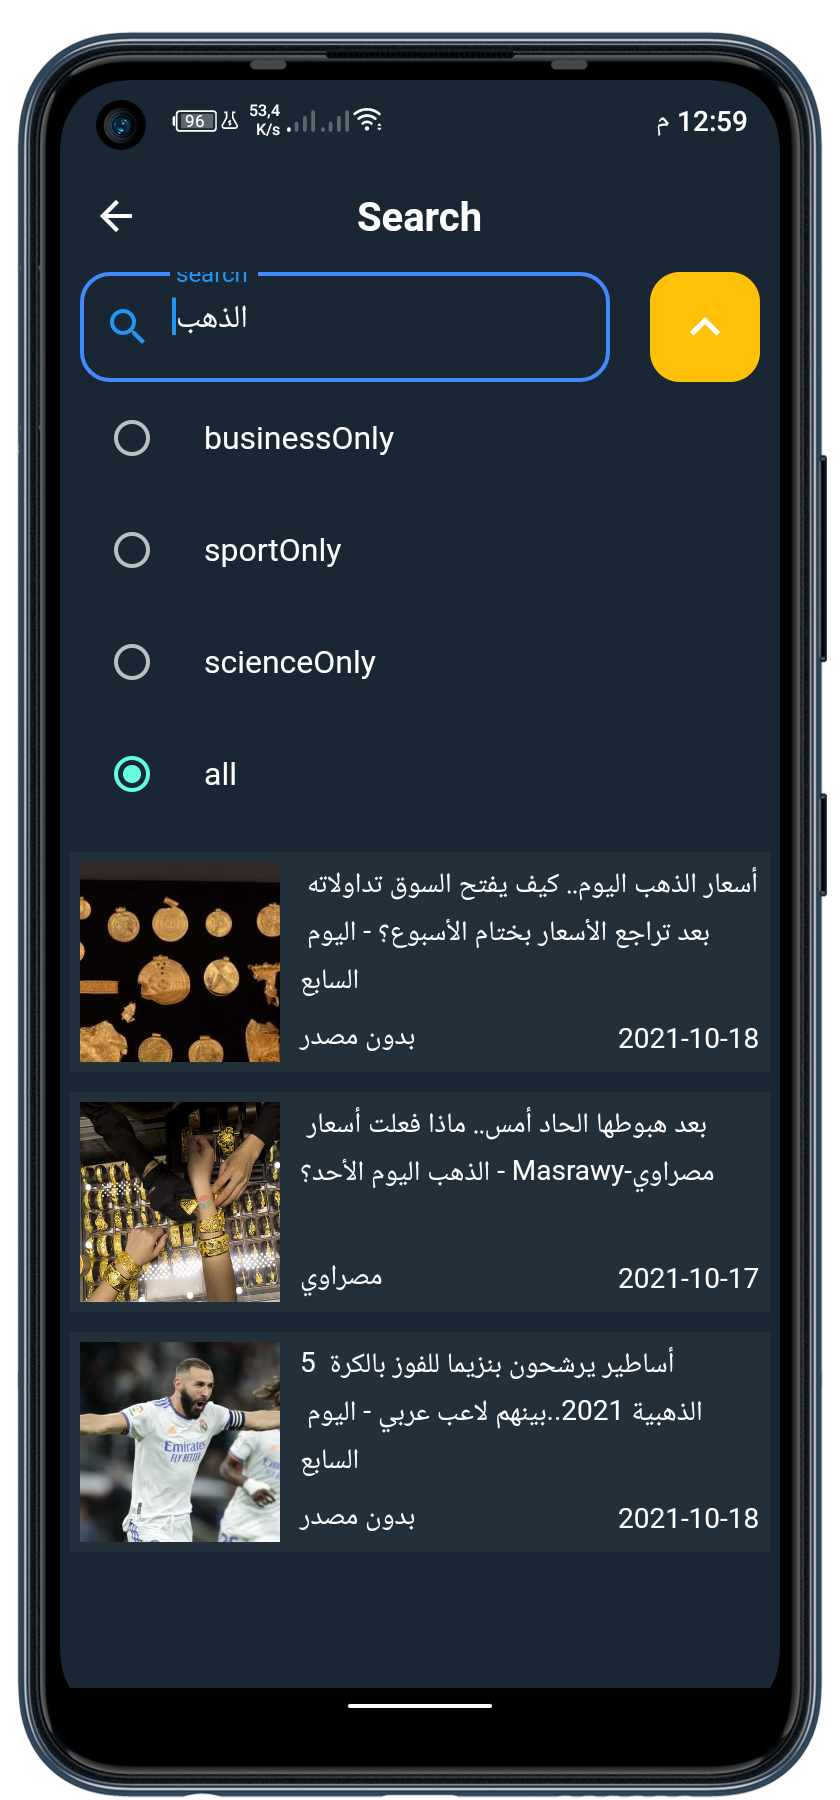 96
53,4
K/s
12:59 م
Search
search
الذهب
businessOnly
sportOnly
scienceOnly
all
أسعار الذهب اليوم.. كيف يفتح السوق تداولاته
بعد تراجع الأسعار بختام الأسبوع؟ - اليوم
السابع
بدون مصدر
2021-10-18
بعد هبوطها الحاد أمس.. ماذا فعلت أسعار
مصراوي-Masrawy - الذهب اليوم الأحد؟
مصراوي
2021-10-17
5 أساطير يرشحون بنزيما للفوز بالكرة
الذهبية 2021..بينهم لاعب عربي - اليوم
السابع
Emirates
FLY BETTER
بدون مصدر
2021-10-18